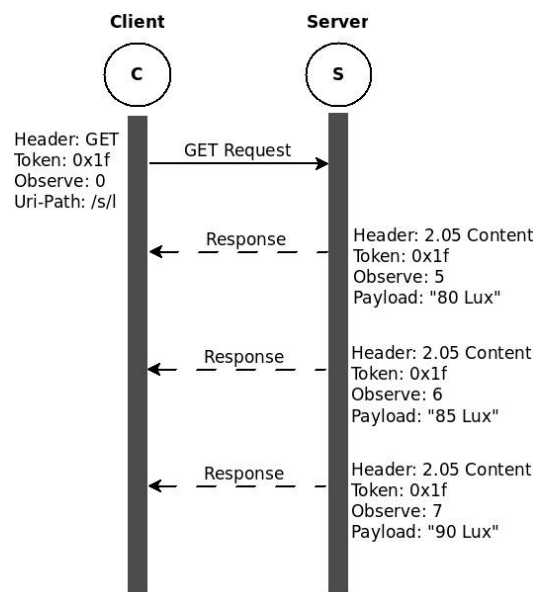 Client
Server
C
S
Header: GET
Token: 0x1f
Observe: 0
Uri-Path: /s/l
GET Request
Response
Header: 2.05 Content
Token: 0x1f
Observe: 5
Payload: "80 Lux"
Response
Header: 2.05 Content
Token: 0x1f
Observe: 6
Payload: "85 Lux"
Response
Header: 2.05 Content
Token: 0x1f
Observe: 7
Payload: "90 Lux"